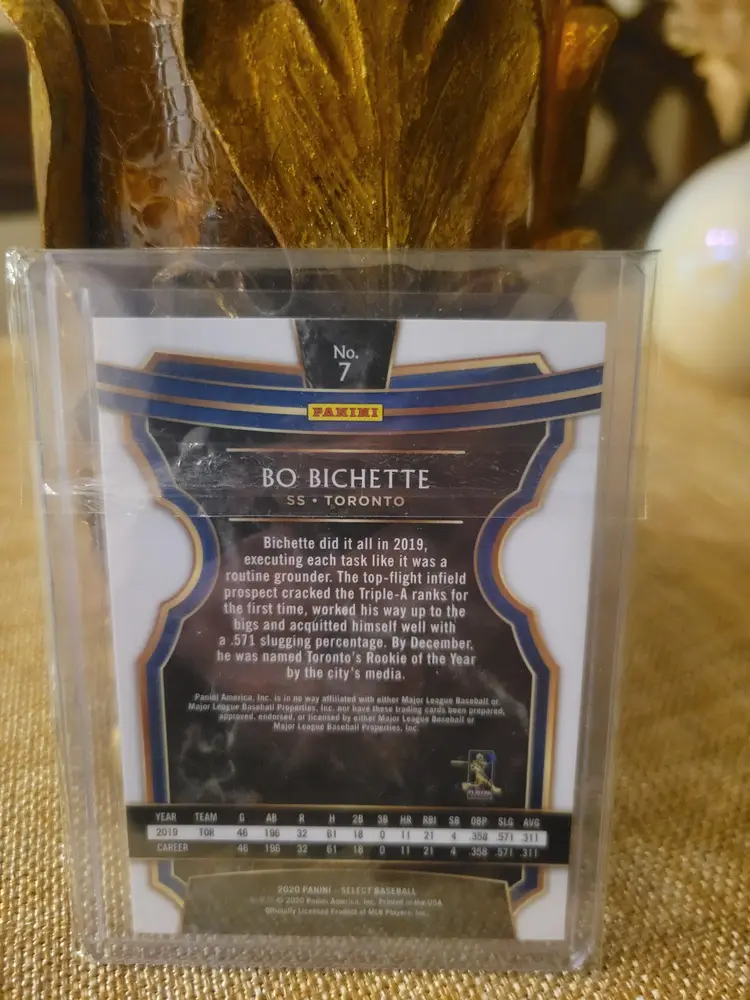 No.
7
PANINI
BO BICHETTE
SS • TORONTO
Bichette did it all in 2019,
executing each task like it was a
routine grounder. The top-flight infield
prospect cracked the Triple-A ranks for
the first time, worked his way up to the
bigs and acquitted himself well with
a .571 slugging percentage. By December,
he was named Toronto's Rookie of the Year
by the city's media.
Panini America, Inc. is in no way affiliated with either Major League Baseball or
Major League Baseball Properties, Inc. nor have these trading cards been prepared,
approved, endorsed, or licensed by either Major League Baseball or
Major League Baseball Properties, Inc.
YEAR TEAM G AB R H 2B 3B HR RBI SB OBP SLG AVG
2019 TOR 46 196 32 61 18 0 11 21 4 .358 .571 .311
CAREER 46 196 32 61 18 0 11 21 4 .358 .571 .311
2020 PANINI - SELECT BASEBALL
© 2020 Panini America, Inc. Printed in the USA.
Officially Licensed Product of MLB Players, Inc.